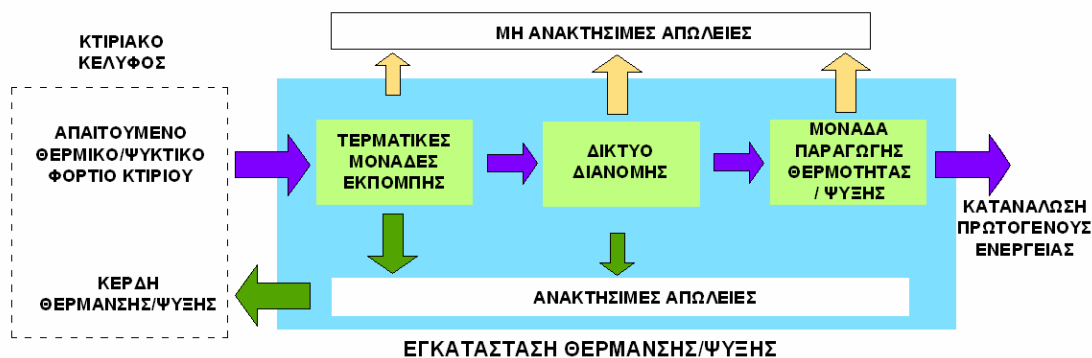 ΜΗ ΑΝΑΚΤΗΣΙΜΕΣ ΑΠΩΛΕΙΕΣ
ΚΤΙΡΙΑΚΟ
ΚΕΛΥΦΟΣ
ΑΠΑΙΤΟΥΜΕΝΟ
ΘΕΡΜΙΚΟ/ΨΥΚΤΙΚΟ
ΦΟΡΤΙΟ ΚΤΙΡΙΟΥ
ΤΕΡΜΑΤΙΚΕΣ
ΜΟΝΑΔΕΣ
ΕΚΠΟΜΠΗΣ
ΔΙΚΤΥΟ
ΔΙΑΝΟΜΗΣ
ΜΟΝΑΔΑ
ΠΑΡΑΓΩΓΗΣ
ΘΕΡΜΟΤΗΤΑΣ
/ ΨΥΞΗΣ
ΚΑΤΑΝΑΛΩΣΗ
ΠΡΩΤΟΓΕΝΟΥΣ
ΕΝΕΡΓΕΙΑΣ
ΚΕΡΔΗ
ΘΕΡΜΑΝΣΗΣ/ΨΥΞΗΣ
ΑΝΑΚΤΗΣΙΜΕΣ ΑΠΩΛΕΙΕΣ
ΕΓΚΑΤΑΣΤΑΣΗ ΘΕΡΜΑΝΣΗΣ/ΨΥΞΗΣ